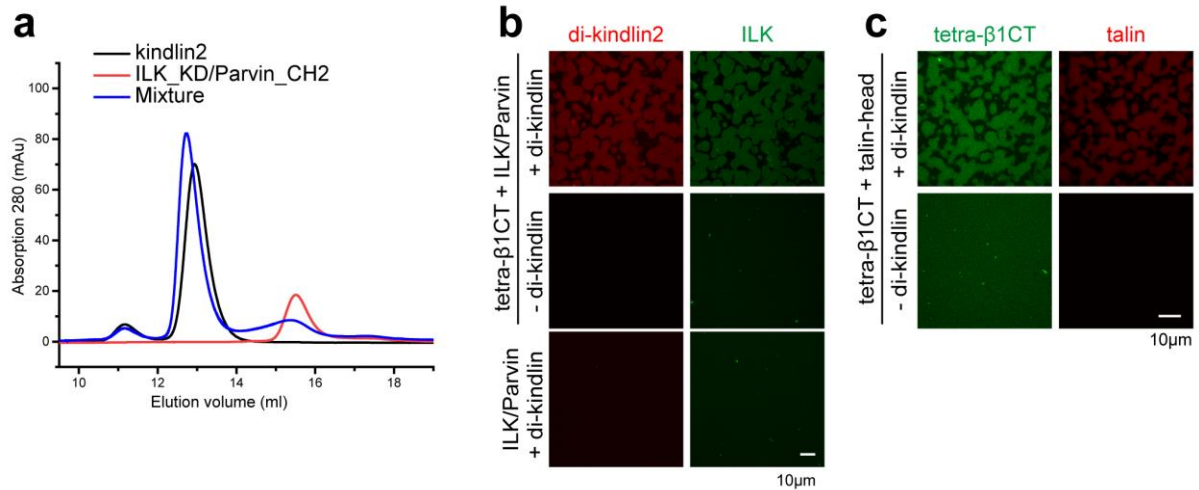 a
kindlin2
ILK_KD/Parvin_CH2
Mixture
Absorption 280 (mAu)
100
80
60
40
20
0
10 12 14 16 18
Elution volume (ml)
b
di-kindlin2 ILK
tetra-β1CT + ILK/Parvin
+ di-kindlin
- di-kindlin
ILK/Parvin
+ di-kindlin
10μm
c
tetra-β1CT talin
tetra-β1CT + talin-head
+ di-kindlin
- di-kindlin
10μm